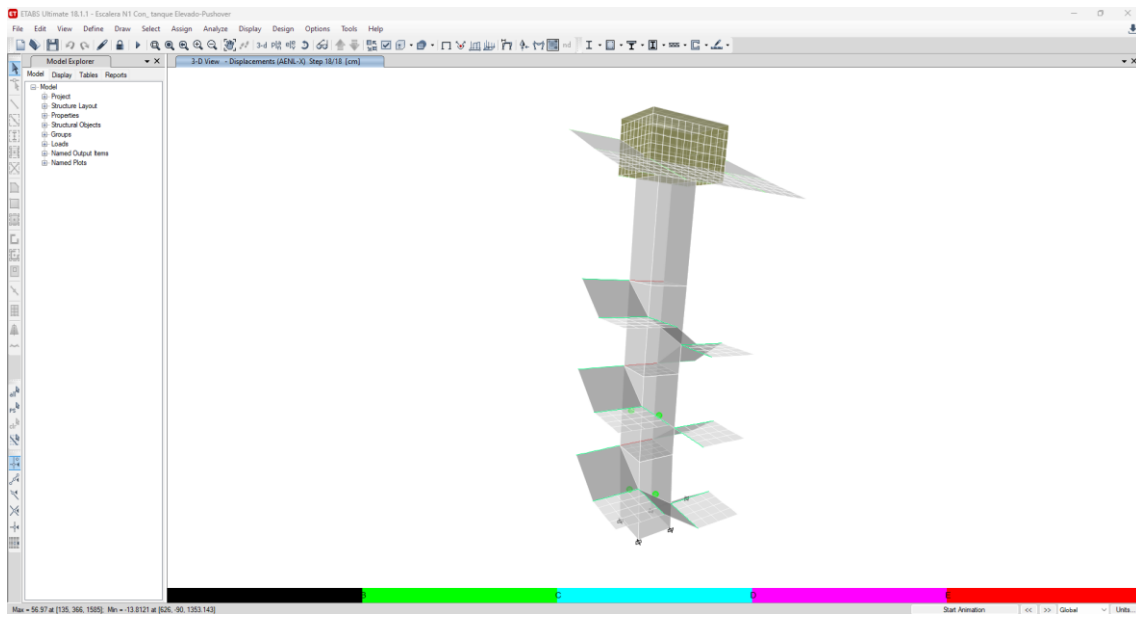 ETABS Ultimate 18.1.1 - Escalera N1 Con_ tanque Elevado-Pushover
File Edit View Define Draw Select Assign Analyze Display Design Options Tools Help
Model Explorer
3-D View - Displacements (AENL-X) Step 18/18 [cm]
Model Display Tables Reports
Model
Project
Structure Layout
Properties
Structural Objects
Groups
Loads
Named Output Items
Named Plots
B C D E
Max = 56.97 at [135, 366, 1585]; Min = -13.8121 at [626, -90, 1353.143]
Start Animation << >> Global Units...